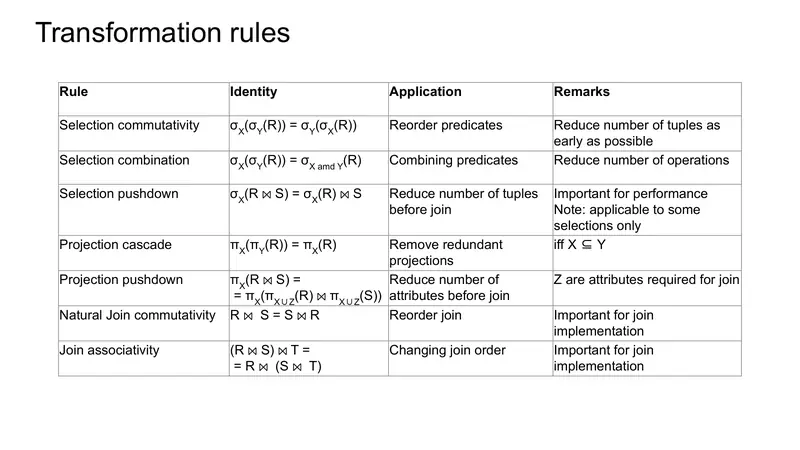 Transformation rules
Rule Identity Application Remarks
Selection commutativity σX(σY(R)) = σY(σX(R)) Reorder predicates Reduce number of tuples as
early as possible
Selection combination σX(σY(R)) = σX amd Y(R) Combining predicates Reduce number of operations
Selection pushdown σX(R ⋈ S) = σX(R) ⋈ S Reduce number of tuples Important for performance
before join Note: applicable to some
selections only
Projection cascade πX(πY(R)) = πX(R) Remove redundant iff X ⊆ Y
projections
Projection pushdown πX(R ⋈ S) = Reduce number of Z are attributes required for join
= πX(πX∪Z(R) ⋈ πX∪Z(S)) attributes before join
Natural Join commutativity R ⋈ S = S ⋈ R Reorder join Important for join
implementation
Join associativity (R ⋈ S) ⋈ T = Changing join order Important for join
= R ⋈ (S ⋈ T) implementation